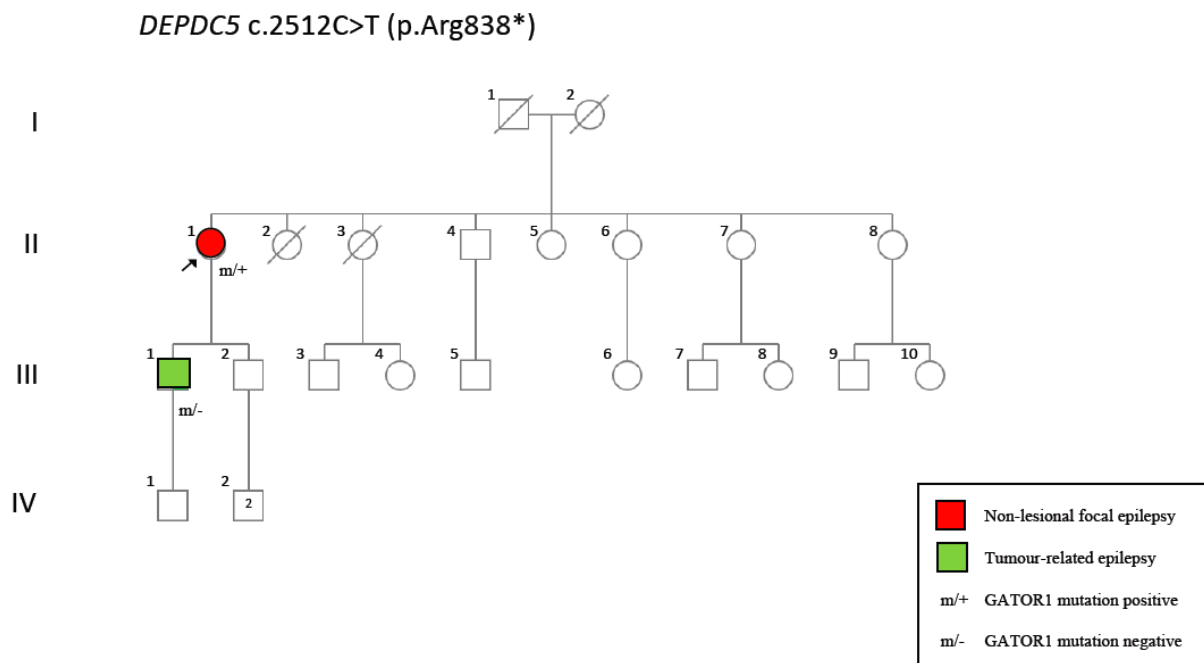 DEPDC5 c.2512C>T (p.Arg838*)
I
1 2
II
1 2 3 4 5 6 7 8
m/+
III
1 2 3 4 5 6 7 8 9 10
m/-
IV
1 2
2
Non-lesional focal epilepsy
Tumour-related epilepsy
m/+ GATOR1 mutation positive
m/- GATOR1 mutation negative